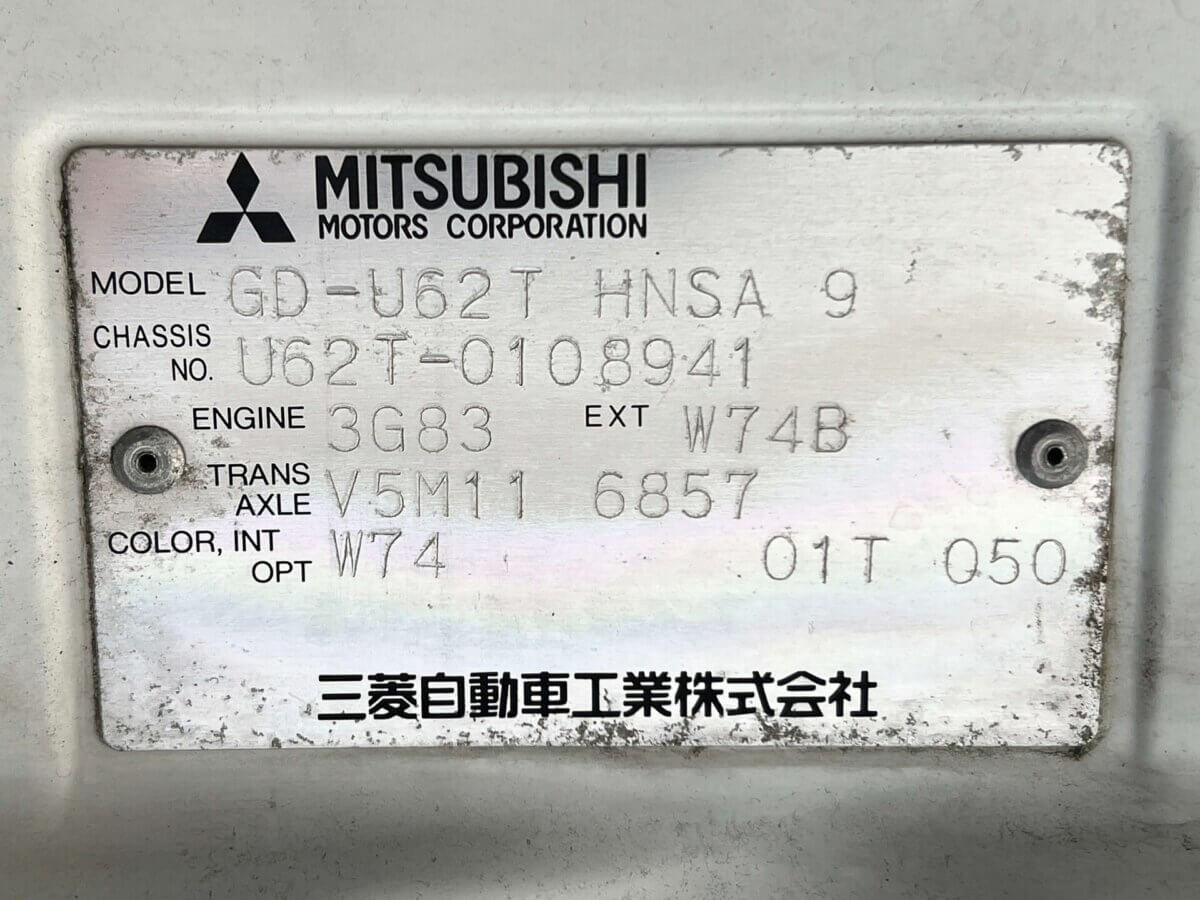 MITSUBISHI
MOTORS CORPORATION
MODEL GD-U62T HNSA 9
CHASSIS
NO. U62T-0108941
ENGINE 3G83 EXT W74B
TRANS
AXLE V5M11 6857
COLOR, INT
OPT W74 01T 050
三菱自動車工業株式会社